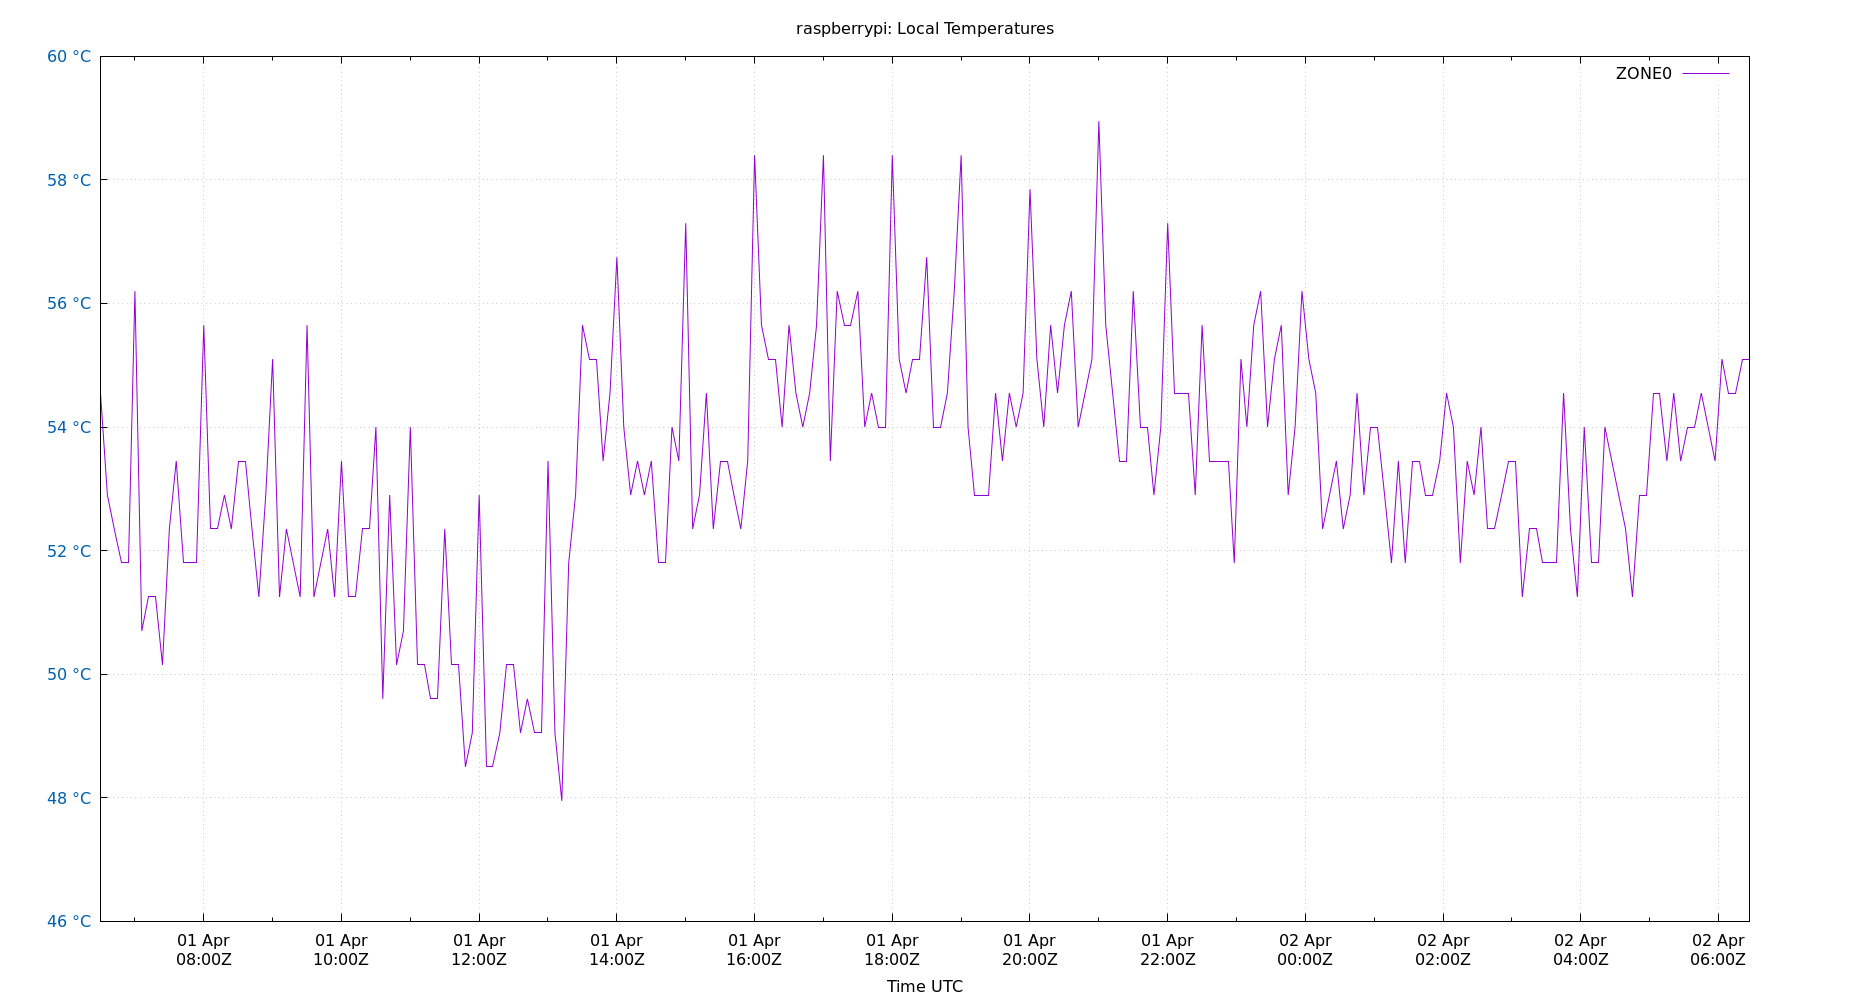 raspberrypi: Local Temperatures
60 °C
ZONE0
58 °C
56 °C
54 °C
52 °C
50 °C
48 °C
46 °C
01 Apr 01 Apr 01 Apr 01 Apr 01 Apr 01 Apr 01 Apr 01 Apr 02 Apr 02 Apr 02 Apr 02 Apr
08:00Z 10:00Z 12:00Z 14:00Z 16:00Z 18:00Z 20:00Z 22:00Z 00:00Z 02:00Z 04:00Z 06:00Z
Time UTC